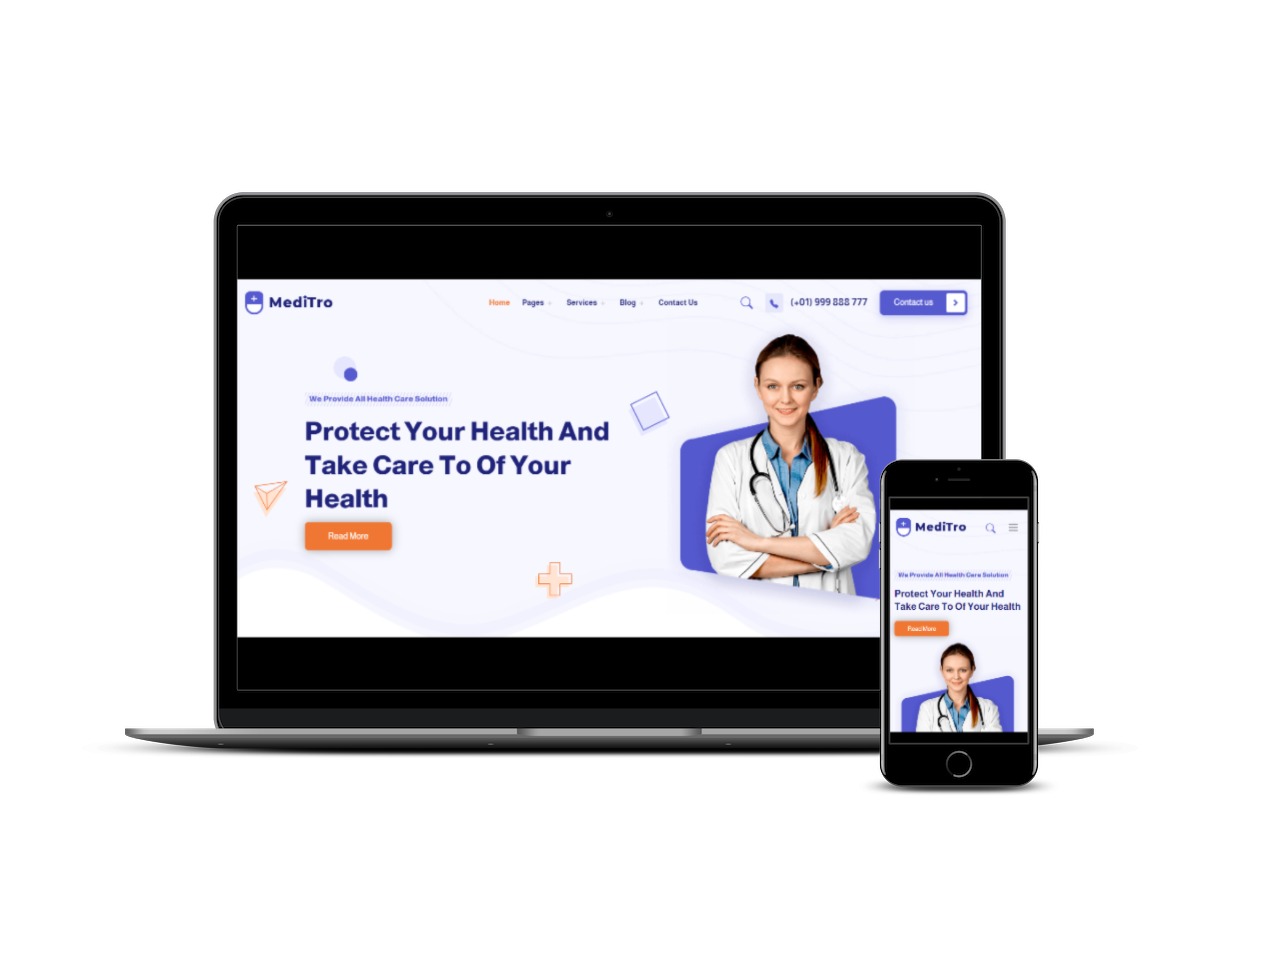 MediTro
Home Pages Services Blog Contact Us
(+01) 999 888 777
Contact us
We Provide All Health Care Solution
Protect Your Health And
Take Care To Of Your
Health
Read More
MediTro
We Provide All Health Care Solution
Protect Your Health And
Take Care To Of Your Health
Read More